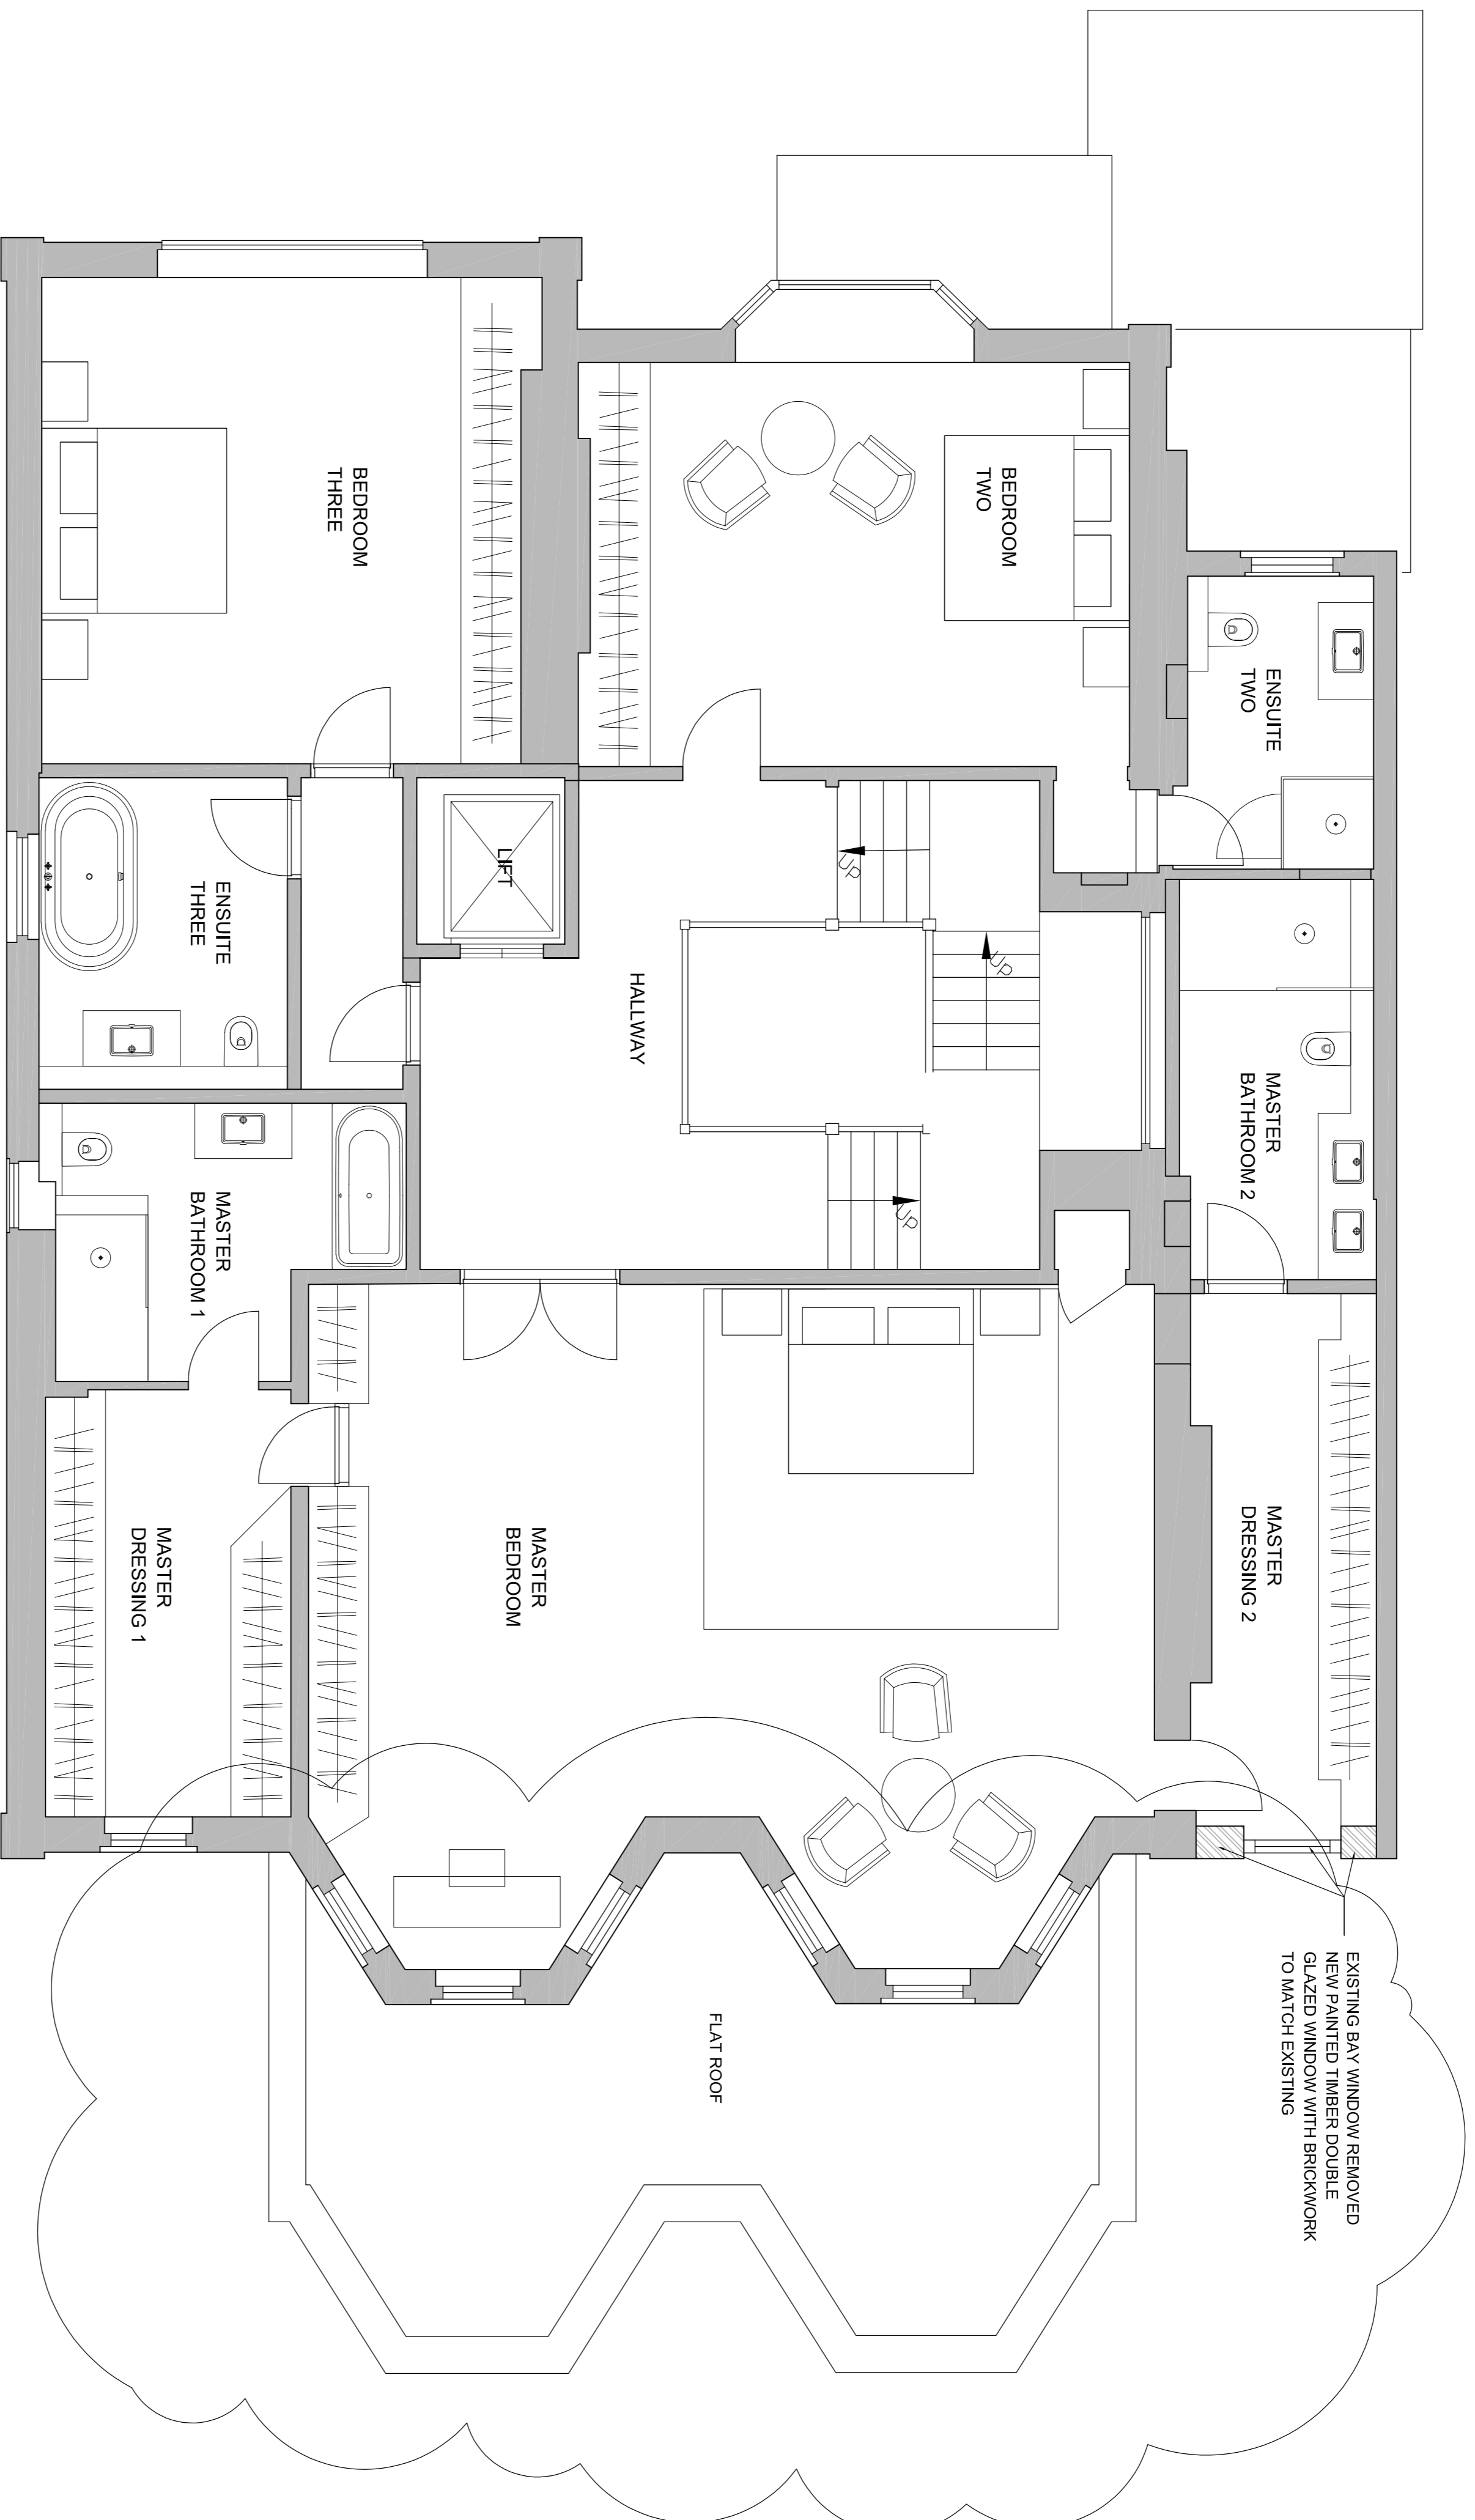 ENSUITE
TWO
MASTER
BATHROOM 2
MASTER
DRESSING 2
EXISTING BAY WINDOW REMOVED
NEW PAINTED TIMBER DOUBLE
GLAZED WINDOW WITH BRICKWORK
TO MATCH EXISTING
BEDROOM
TWO
UP
UP
UP
HALLWAY
FLAT ROOF
MASTER
BEDROOM
LIFT
BEDROOM
THREE
ENSUITE
THREE
MASTER
BATHROOM 1
MASTER
DRESSING 1